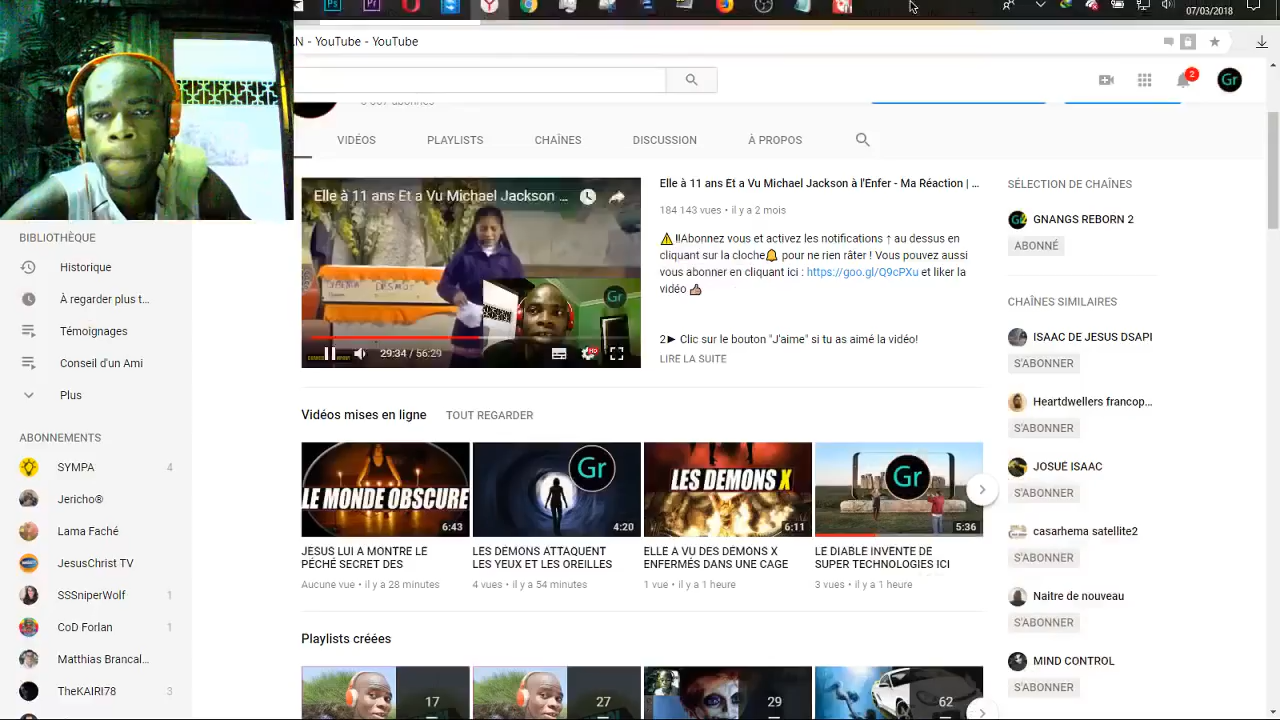 07/03/2018
N - YouTube - YouTube
2
Gr
VIDÉOS PLAYLISTS CHAÎNES DISCUSSION À PROPOS
Elle à 11 ans Et a Vu Michael Jackson ...
29:34 / 56:29
HD
Gr
Elle à 11 ans Et a Vu Michael Jackson à l'Enfer - Ma Réaction | ...
184 143 vues • il y a 2 mois
⚠‼Abonnez vous et activez les notifications ↑ au dessus en
cliquant sur la cloche🔔 pour ne rien râter ! Vous pouvez aussi
vous abonner en cliquant ici : https://goo.gl/Q9cPXu et liker la
vidéo 👍
2► Clic sur le bouton "J'aime" si tu as aimé la vidéo!
LIRE LA SUITE
SÉLECTION DE CHAÎNES
GNANGS REBORN 2
ABONNÉ
CHAÎNES SIMILAIRES
ISAAC DE JESUS DSAPI
S'ABONNER
Heartdwellers francop...
S'ABONNER
JOSUÉ ISAAC
S'ABONNER
casarhema satellite2
S'ABONNER
Naitre de nouveau
S'ABONNER
MIND CONTROL
S'ABONNER
BIBLIOTHÈQUE
Historique
À regarder plus t...
Témoignages
Conseil d'un Ami
Plus
ABONNEMENTS
SYMPA 4
Jericho®
Lama Faché
JesusChrist TV
SSSniperWolf 1
CoD Forlan 1
Matthias Brancal...
TheKAIRI78 3
Vidéos mises en ligne TOUT REGARDER
LE MONDE OBSCURE
6:43
JESUS LUI A MONTRE LE
PÉCHÉ SECRET DES
Aucune vue • il y a 28 minutes
Gr
4:20
LES DÉMONS ATTAQUENT
LES YEUX ET LES OREILLES
4 vues • il y a 54 minutes
LES DEMONS X
6:11
ELLE A VU DES DÉMONS X
ENFERMÉS DANS UNE CAGE
1 vue • il y a 1 heure
Gr
5:36
LE DIABLE INVENTE DE
SUPER TECHNOLOGIES ICI
3 vues • il y a 1 heure
Playlists créées
17
27
29
62